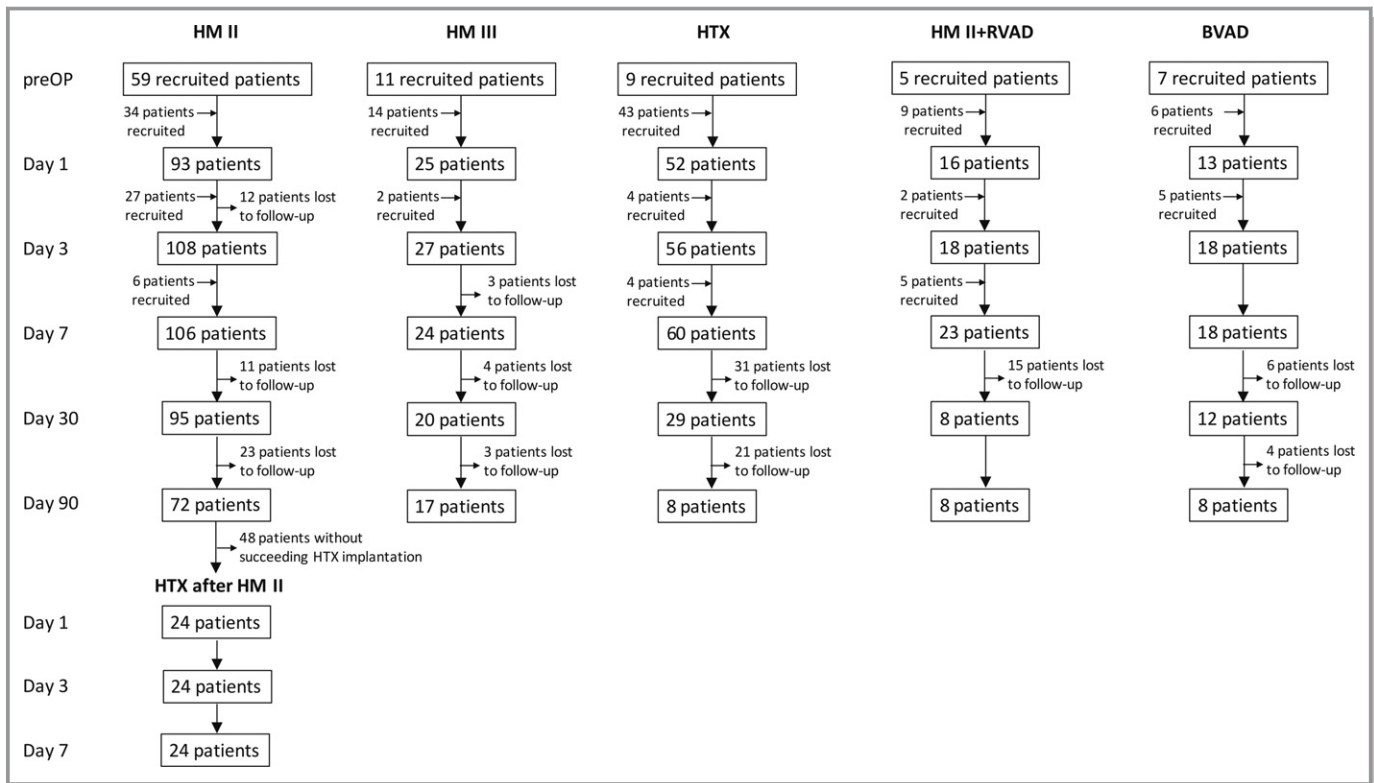 HM II
HM III
HTX
HM II+RVAD
BVAD
preOP
59 recruited patients
11 recruited patients
9 recruited patients
5 recruited patients
7 recruited patients
34 patients
recruited
14 patients
recruited
43 patients
recruited
9 patients
recruited
6 patients
recruited
Day 1
93 patients
25 patients
52 patients
16 patients
13 patients
27 patients
recruited
12 patients lost
to follow-up
2 patients
recruited
4 patients
recruited
2 patients
recruited
5 patients
recruited
Day 3
108 patients
27 patients
56 patients
18 patients
18 patients
6 patients
recruited
3 patients lost
to follow-up
4 patients
recruited
5 patients
recruited
Day 7
106 patients
24 patients
60 patients
23 patients
18 patients
11 patients lost
to follow-up
4 patients lost
to follow-up
31 patients lost
to follow-up
15 patients lost
to follow-up
6 patients lost
to follow-up
Day 30
95 patients
20 patients
29 patients
8 patients
12 patients
23 patients lost
to follow-up
3 patients lost
to follow-up
21 patients lost
to follow-up
4 patients lost
to follow-up
Day 90
72 patients
17 patients
8 patients
8 patients
8 patients
48 patients without
succeeding HTX implantation
HTX after HM II
Day 1
24 patients
Day 3
24 patients
Day 7
24 patients